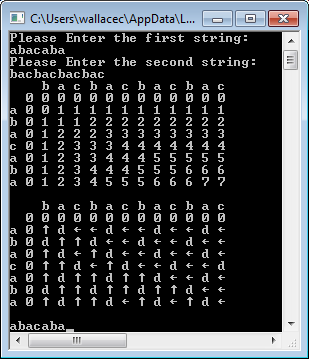 C:\Users\wallacec\AppData\L...
Please Enter the first string:
abacaba
Please Enter the second string:
bacbacbacbac
b a c b a c b a c b a c
0 0 0 0 0 0 0 0 0 0 0 0 0
a 0 0 1 1 1 1 1 1 1 1 1 1 1
b 0 1 1 1 2 2 2 2 2 2 2 2 2
a 0 1 2 2 2 3 3 3 3 3 3 3 3
c 0 1 2 3 3 3 4 4 4 4 4 4 4
a 0 1 2 3 3 4 4 4 5 5 5 5 5
b 0 1 2 3 4 4 4 5 5 5 6 6 6
a 0 1 2 3 4 5 5 5 6 6 6 7 7
b a c b a c b a c b a c
0 0 0 0 0 0 0 0 0 0 0 0 0
a 0 ↑ d ← ← d ← ← d ← ← d ←
b 0 d ↑ ↑ d ← ← d ← ← d ← ←
a 0 ↑ d ← ↑ d ← ← d ← ← d ←
c 0 ↑ ↑ d ← ↑ d ← ← d ← ← d
a 0 ↑ d ↑ ↑ d ↑ ↑ d ← ← d ←
b 0 d ↑ ↑ d ↑ ↑ d ↑ ↑ d ← ←
a 0 ↑ d ↑ ↑ d ← ↑ d ← ↑ d ←
abacaba_